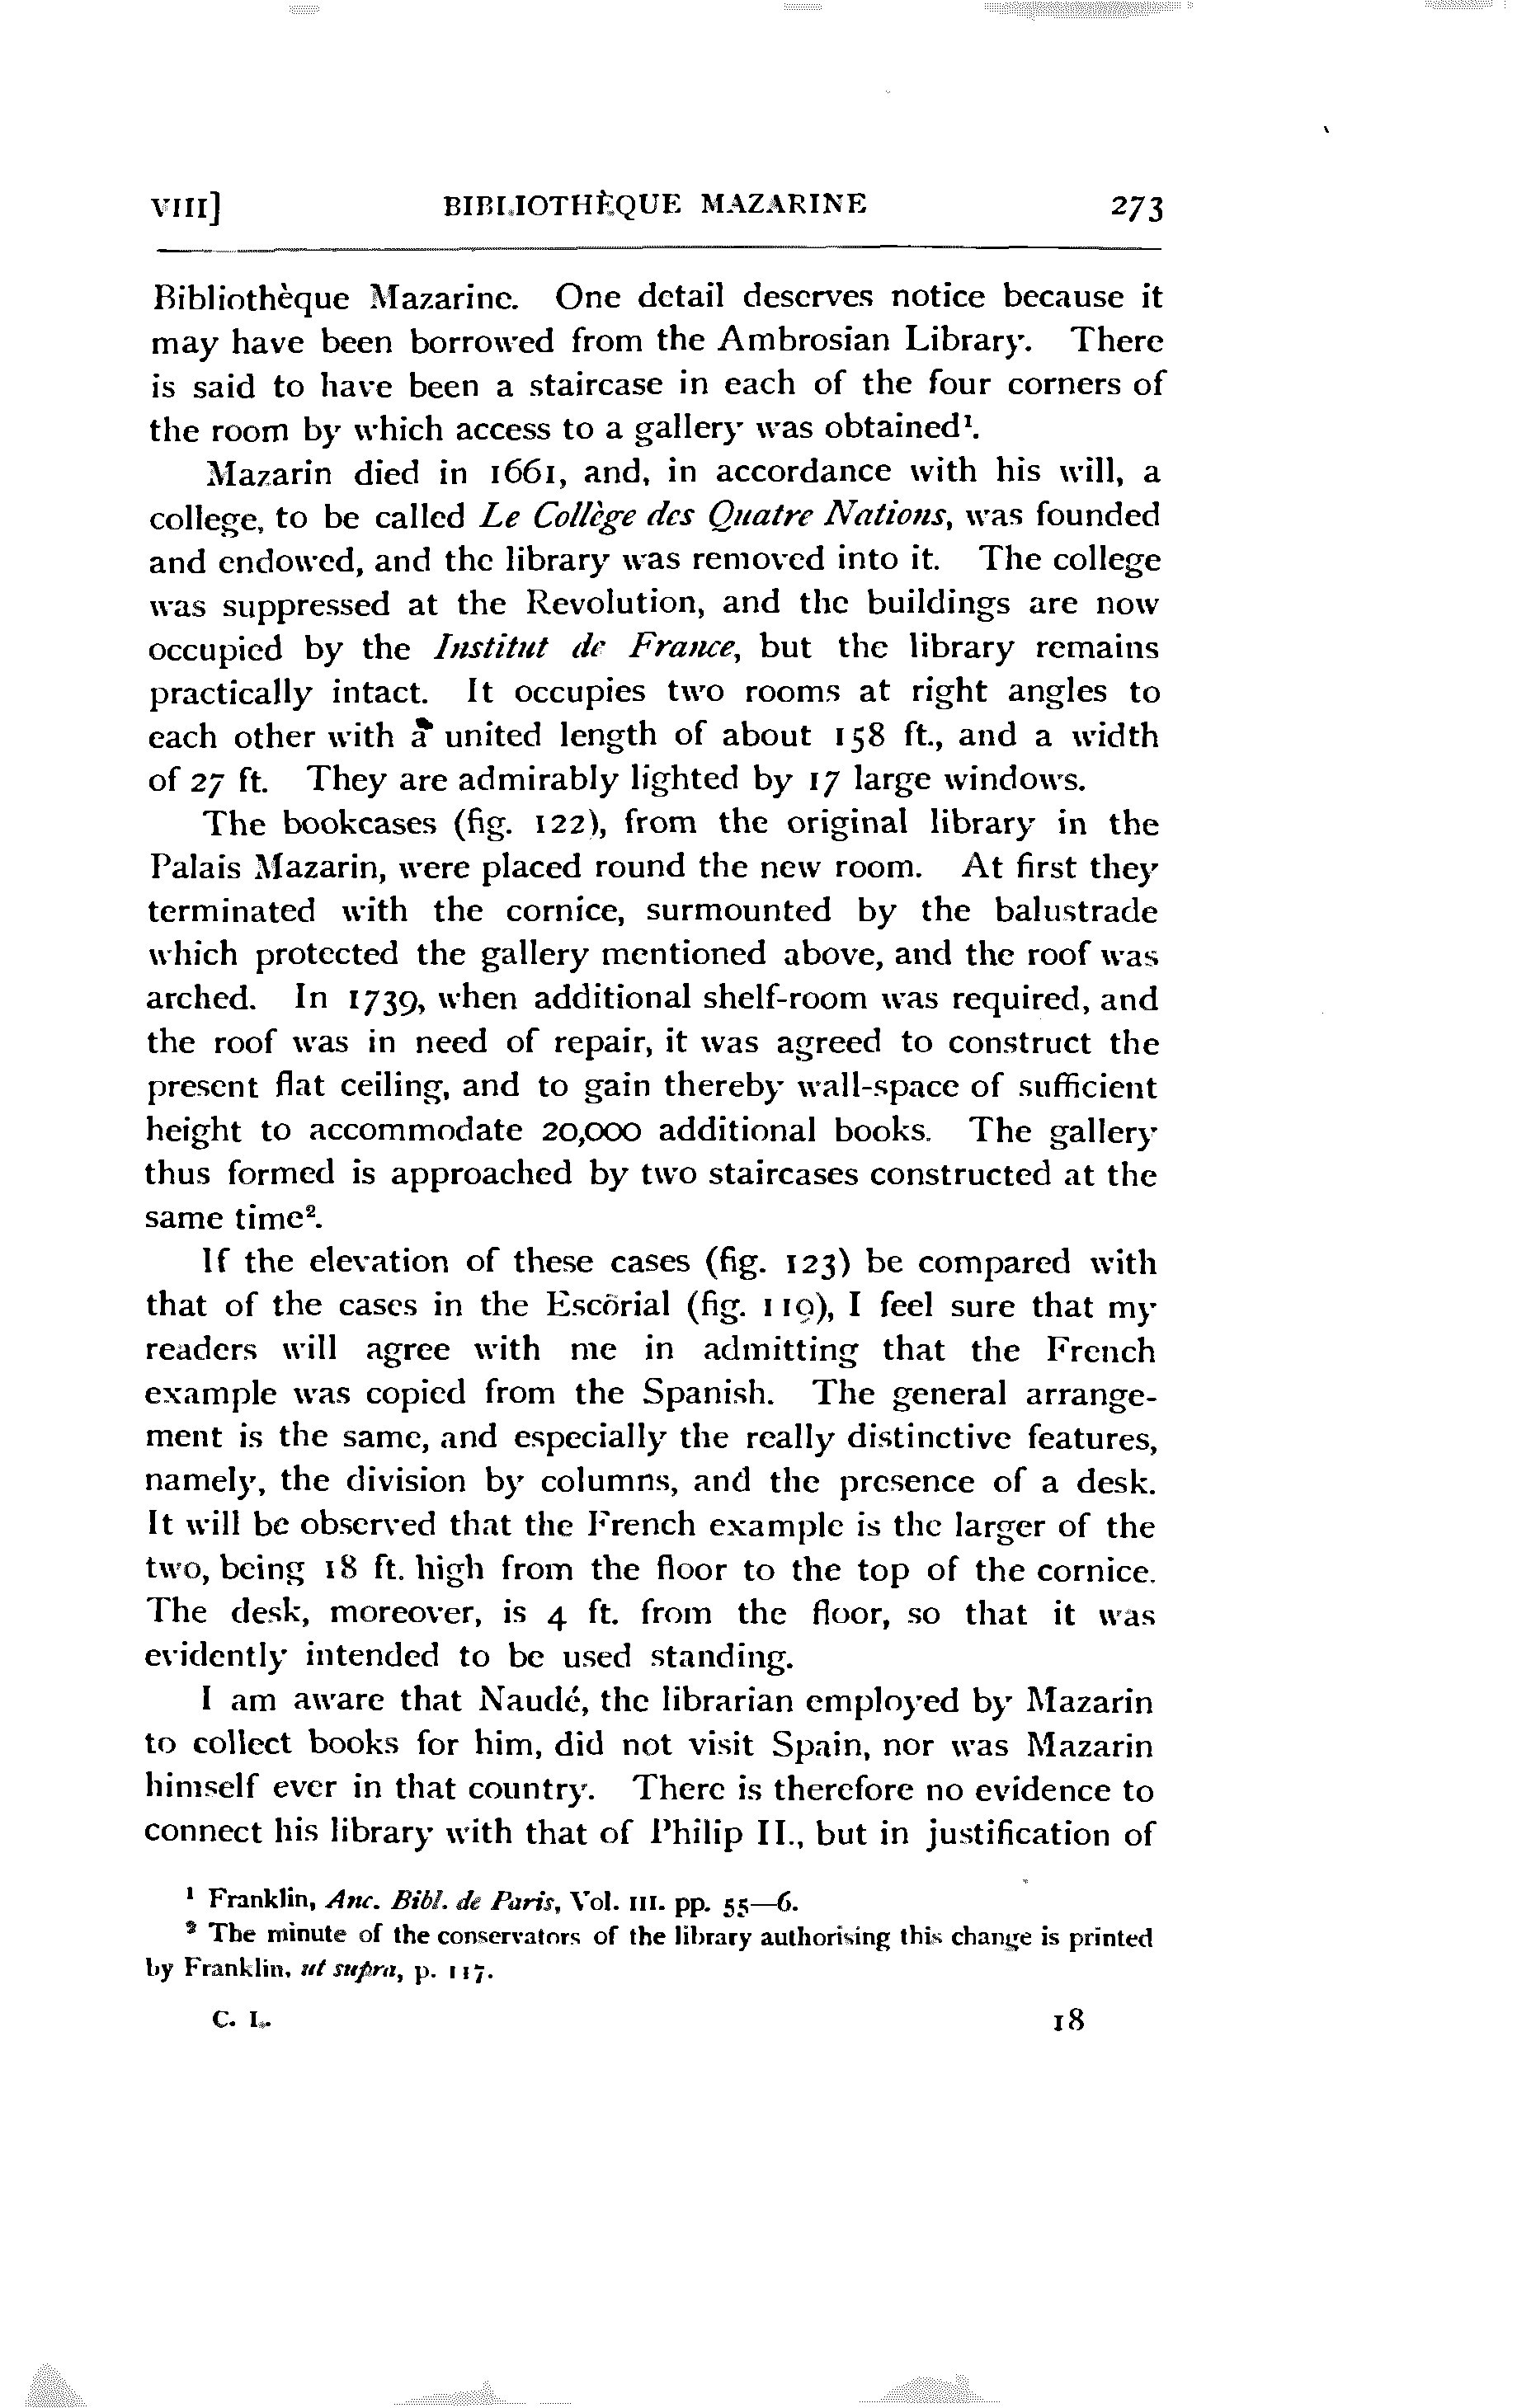 VIII] BIBLIOTHÈQUE MAZARINE 273
Bibliothèque Mazarine. One detail deserves notice because it
may have been borrowed from the Ambrosian Library. There
is said to have been a staircase in each of the four corners of
the room by which access to a gallery was obtained¹.
Mazarin died in 1661, and, in accordance with his will, a
college, to be called Le Collège des Quatre Nations, was founded
and endowed, and the library was removed into it. The college
was suppressed at the Revolution, and the buildings are now
occupied by the Institut de France, but the library remains
practically intact. It occupies two rooms at right angles to
each other with a united length of about 158 ft., and a width
of 27 ft. They are admirably lighted by 17 large windows.
The bookcases (fig. 122), from the original library in the
Palais Mazarin, were placed round the new room. At first they
terminated with the cornice, surmounted by the balustrade
which protected the gallery mentioned above, and the roof was
arched. In 1739, when additional shelf-room was required, and
the roof was in need of repair, it was agreed to construct the
present flat ceiling, and to gain thereby wall-space of sufficient
height to accommodate 20,000 additional books. The gallery
thus formed is approached by two staircases constructed at the
same time².
If the elevation of these cases (fig. 123) be compared with
that of the cases in the Escōrial (fig. 119), I feel sure that my
readers will agree with me in admitting that the French
example was copied from the Spanish. The general arrange-
ment is the same, and especially the really distinctive features,
namely, the division by columns, and the presence of a desk.
It will be observed that the French example is the larger of the
two, being 18 ft. high from the floor to the top of the cornice.
The desk, moreover, is 4 ft. from the floor, so that it was
evidently intended to be used standing.
I am aware that Naudé, the librarian employed by Mazarin
to collect books for him, did not visit Spain, nor was Mazarin
himself ever in that country. There is therefore no evidence to
connect his library with that of Philip II., but in justification of
¹ Franklin, Anc. Bibl. de Paris, Vol. III. pp. 55—6.
² The minute of the conservators of the library authorising this change is printed
by Franklin, ut supra, p. 117.
C. L. 18